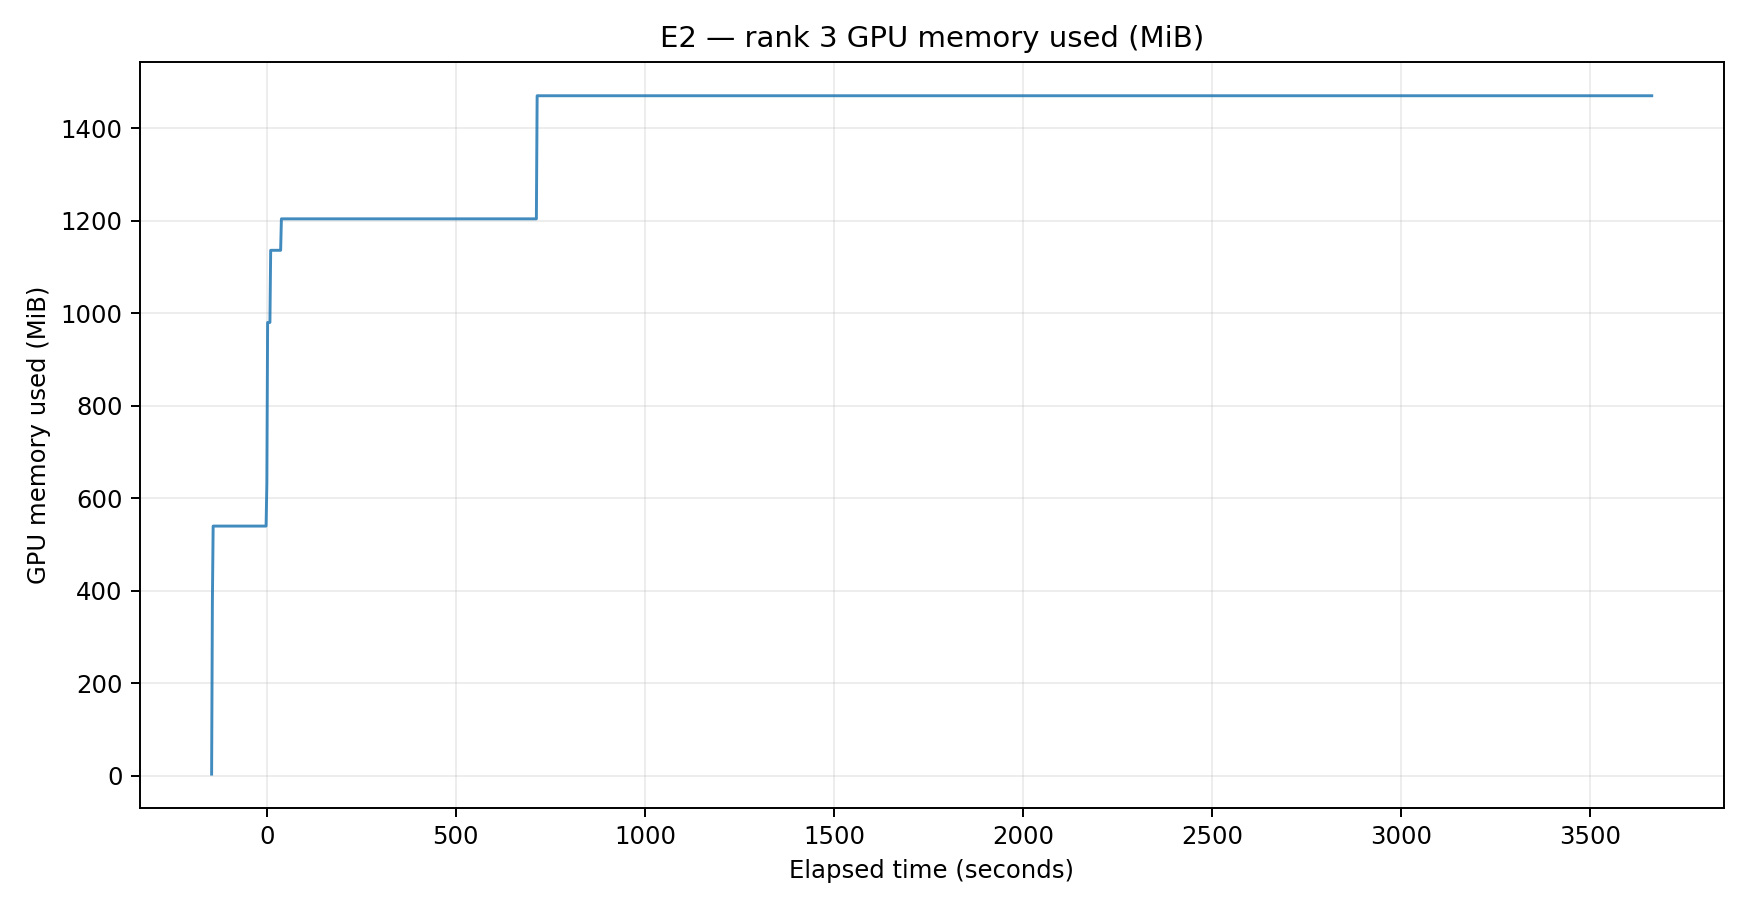 E2 — rank 3 GPU memory used (MiB)
GPU memory used (MiB)
1400
1200
1000
800
600
400
200
0
0 500 1000 1500 2000 2500 3000 3500
Elapsed time (seconds)